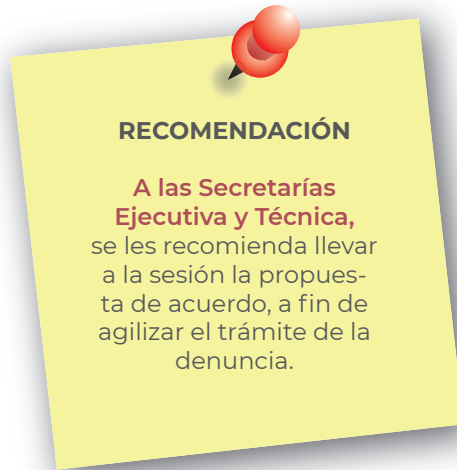 RECOMENDACIÓN
A las Secretarías
Ejecutiva y Técnica,
se les recomienda llevar
a la sesión la propues-
ta de acuerdo, a fin de
agilizar el trámite de la
denuncia.